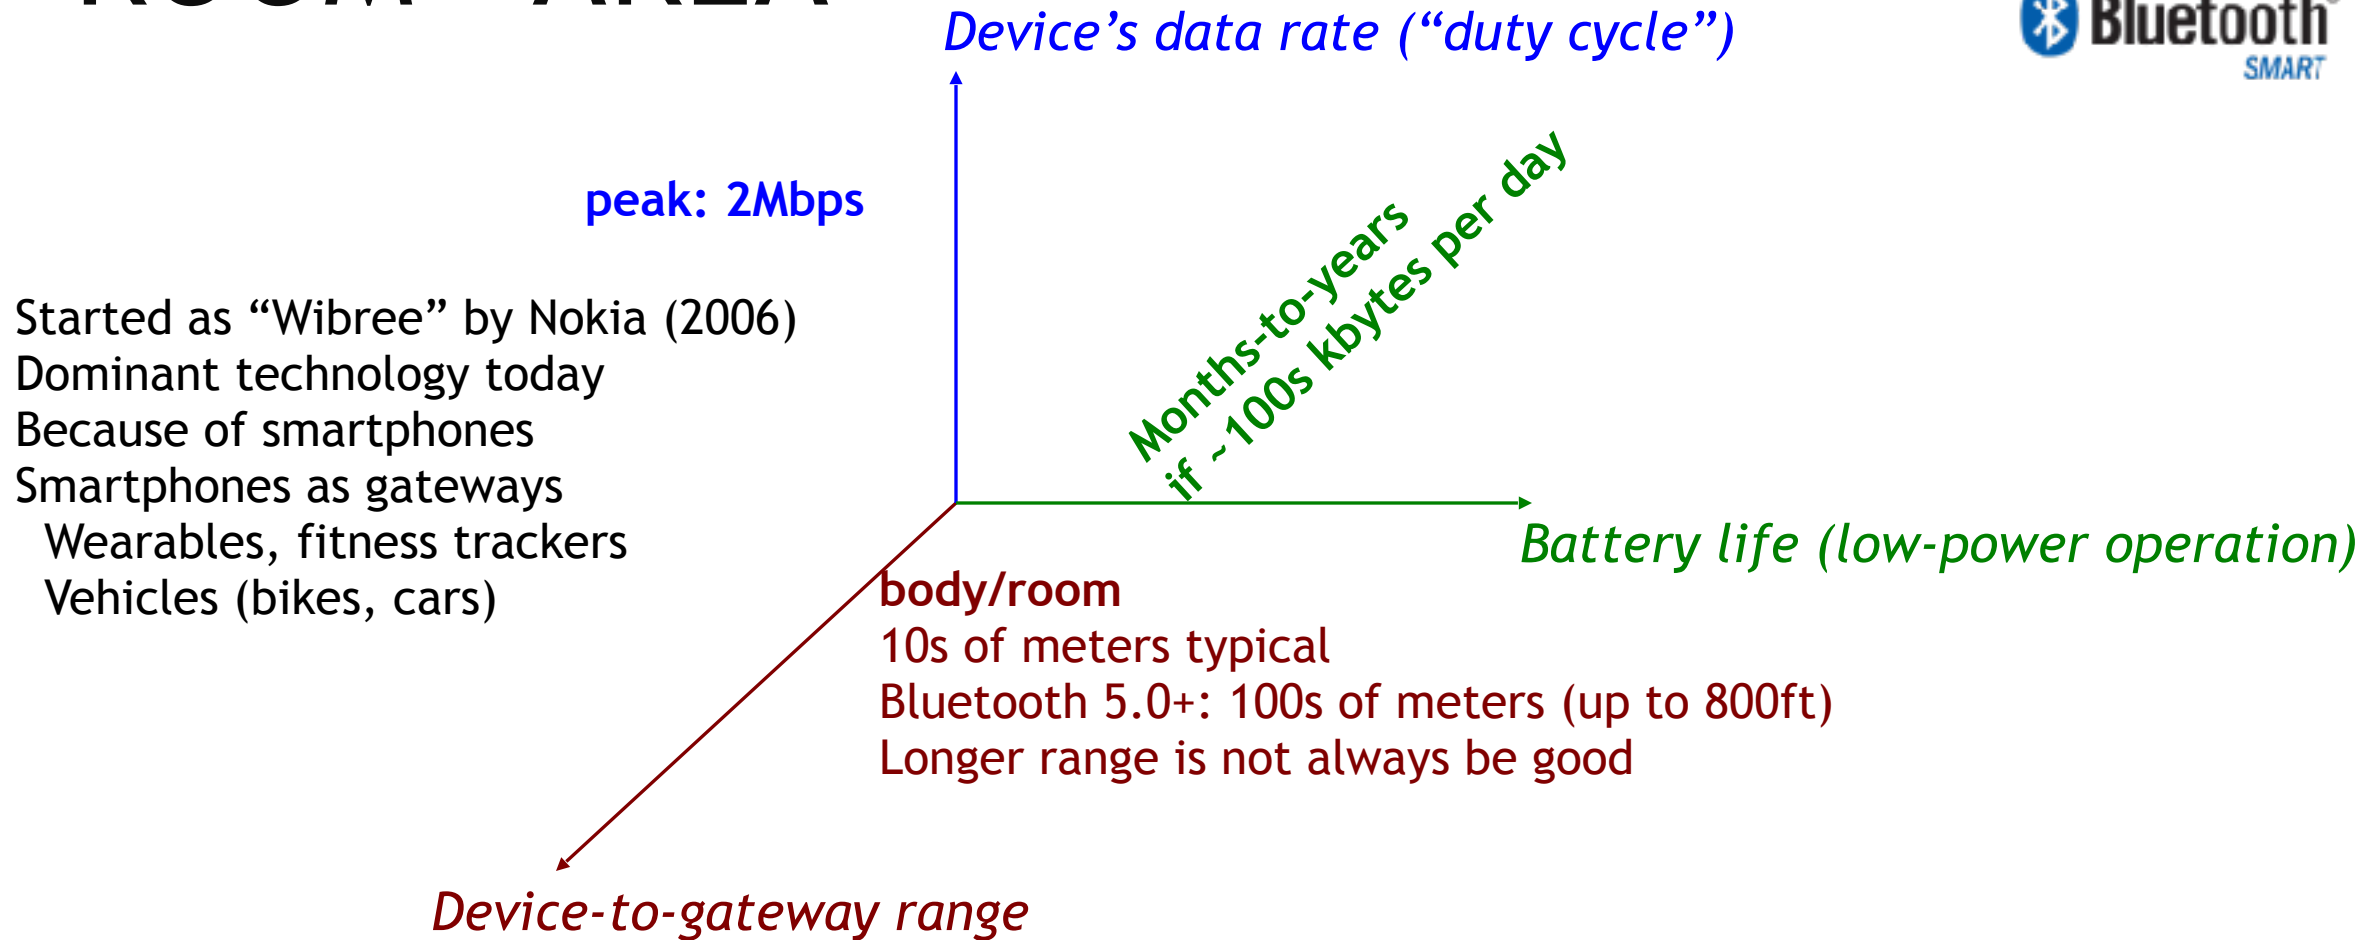 ROOM-AREA
Device’s data rate (“duty cycle”)
Bluetooth®
SMART
peak: 2Mbps
Months-to-years
if ~100s kbytes per day
Started as “Wibree” by Nokia (2006)
Dominant technology today
Because of smartphones
Smartphones as gateways
Wearables, fitness trackers
Vehicles (bikes, cars)
Battery life (low-power operation)
body/room
10s of meters typical
Bluetooth 5.0+: 100s of meters (up to 800ft)
Longer range is not always be good
Device-to-gateway range